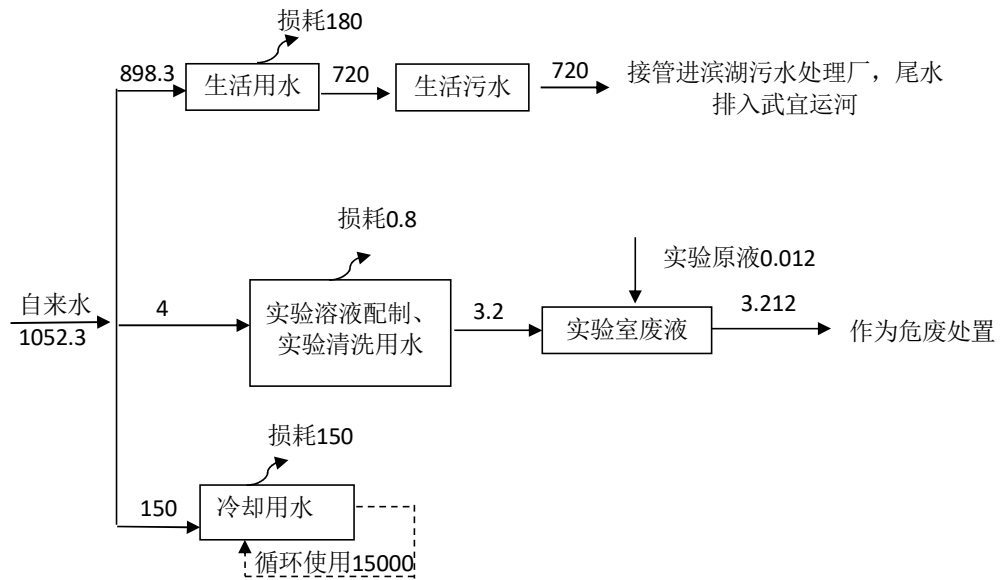 损耗180
898.3
生活用水
720
生活污水
720
接管进滨湖污水处理厂，尾水
排入武宜运河
损耗0.8
实验原液0.012
自来水
1052.3
4
实验溶液配制、
实验清洗用水
3.2
实验室废液
3.212
作为危废处置
损耗150
150
冷却用水
循环使用15000